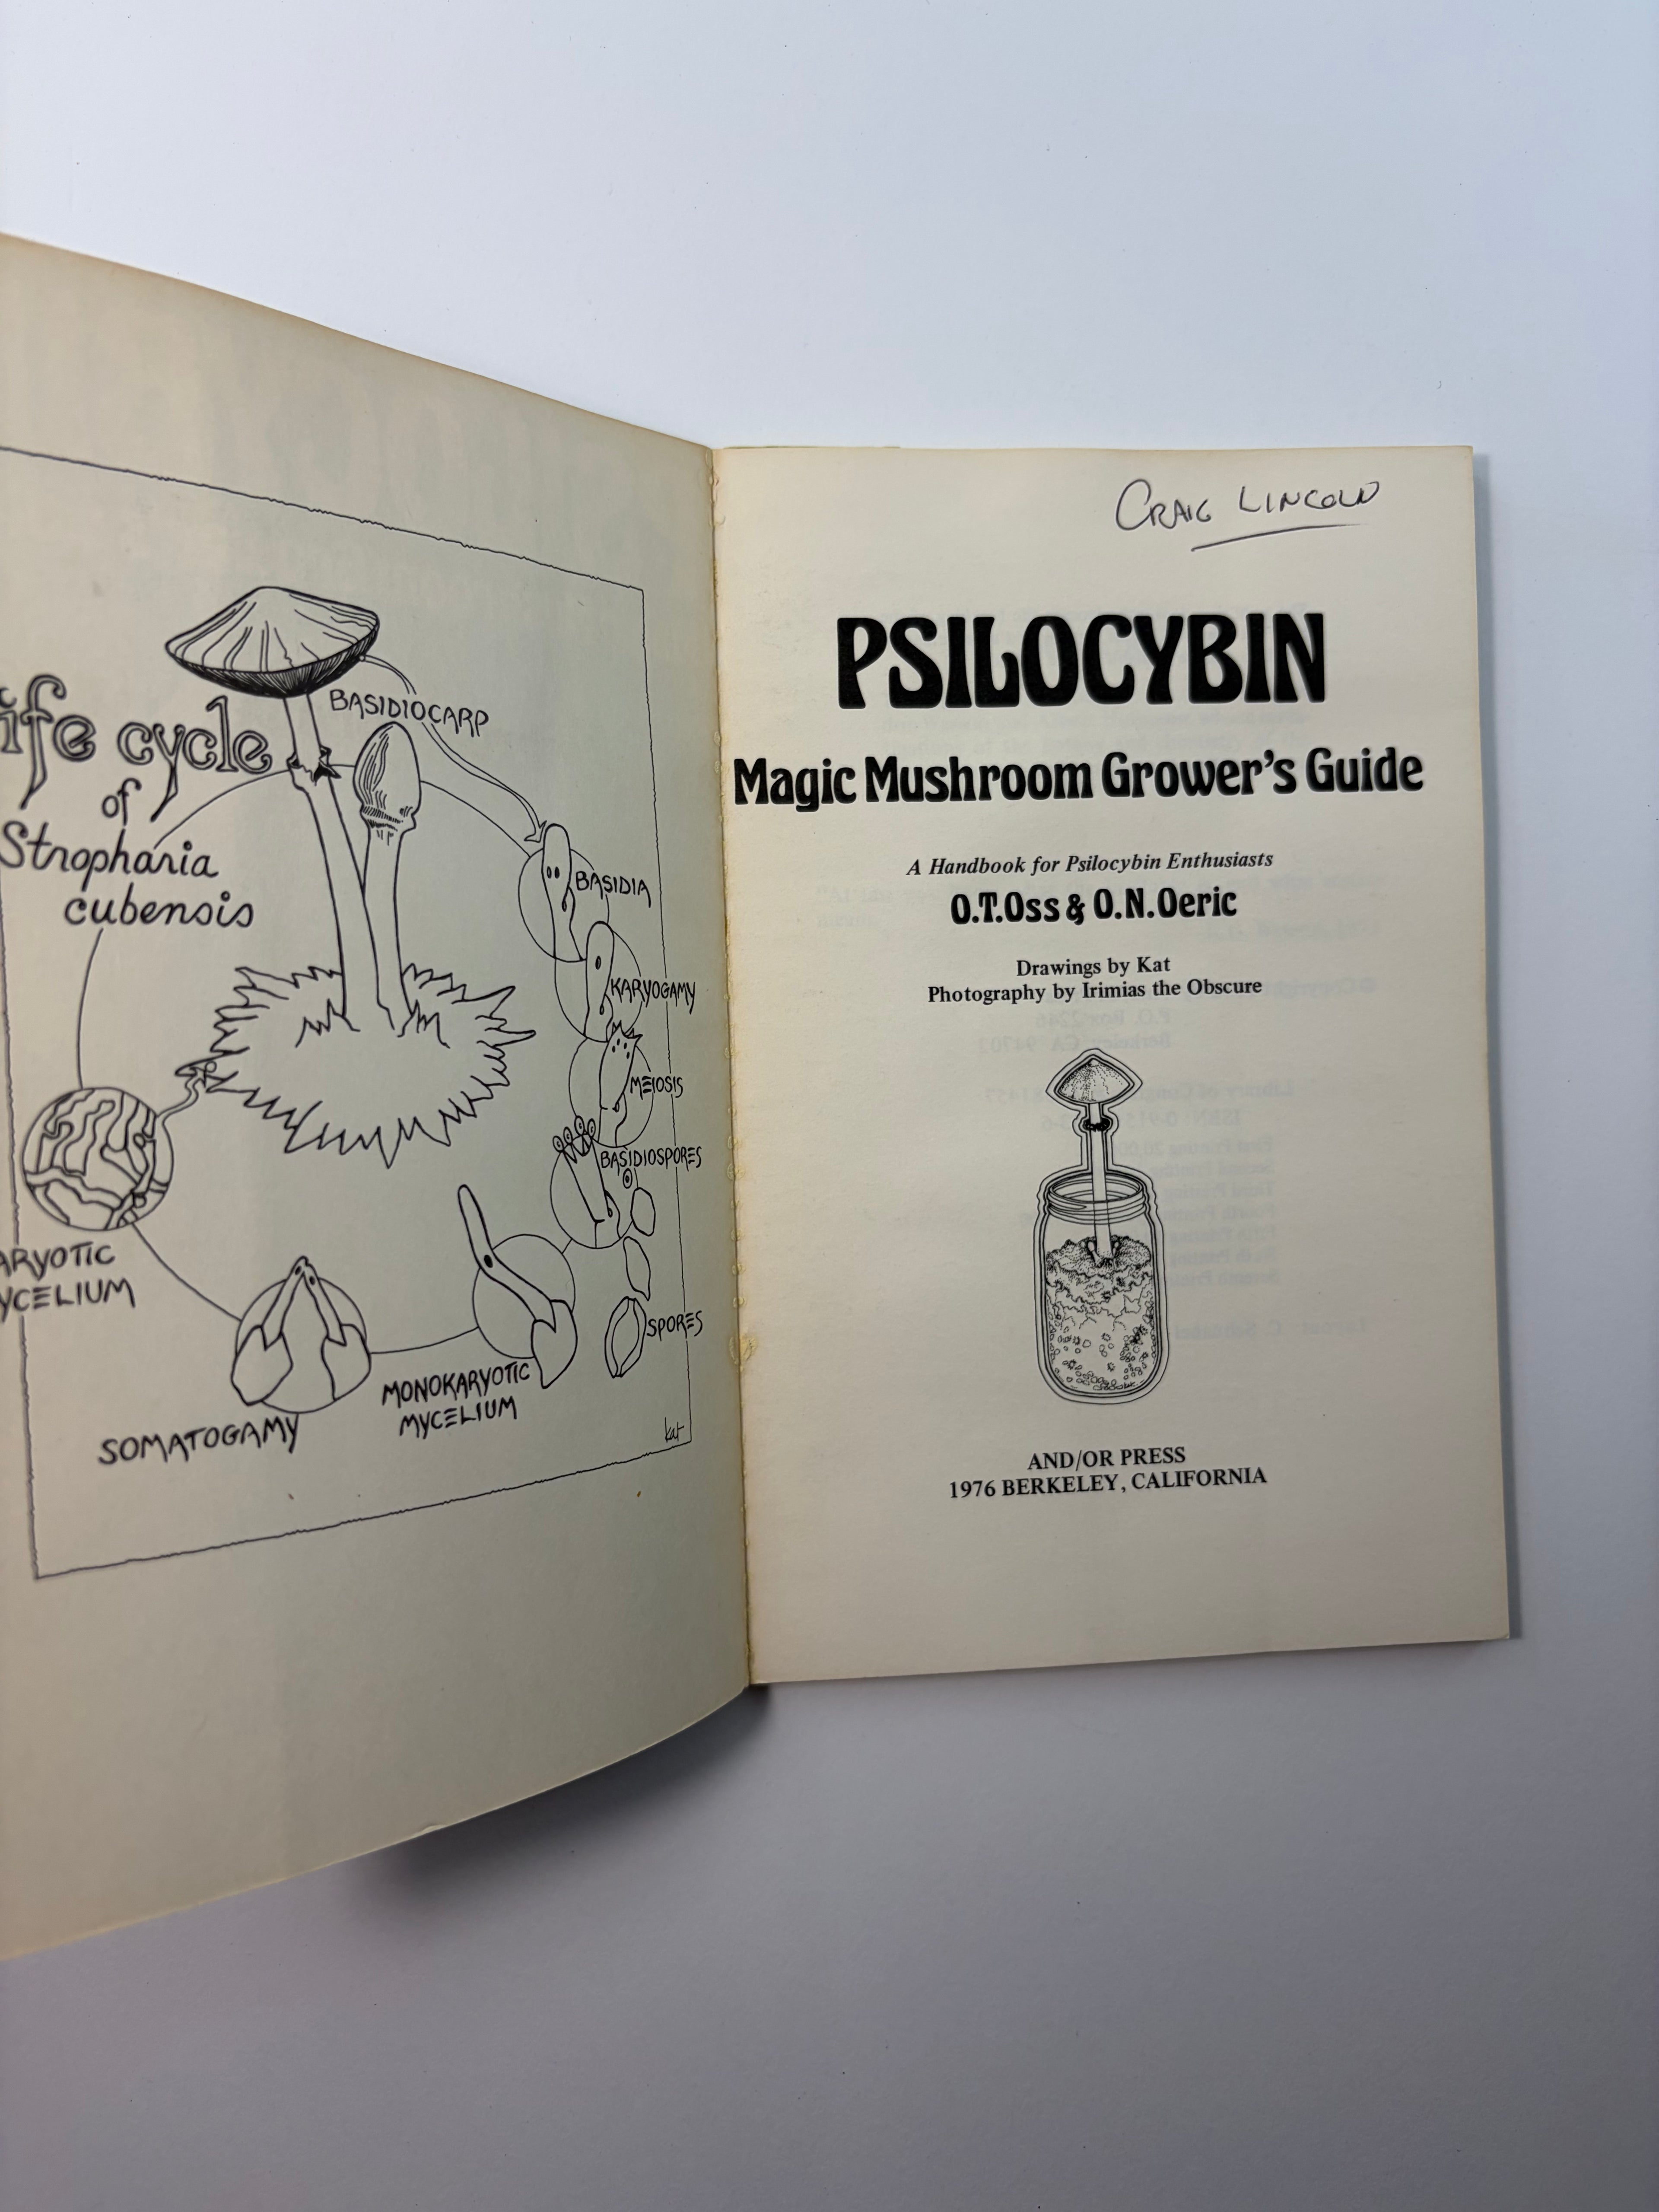 ife cycle
of
Stropharia
cubensis
BASIDIOCARP
BASIDIA
KARYOGAMY
MEIOSIS
BASIDIOSPORES
SPORES
MONOKARYOTIC
MYCELIUM
SOMATOGAMY
ARYOTIC
YCELIUM
kat
CRAIG LINCOLN
PSILOCYBIN
Magic Mushroom Grower's Guide
A Handbook for Psilocybin Enthusiasts
O.T.Oss & O.N.Oeric
Drawings by Kat
Photography by Irimias the Obscure
AND/OR PRESS
1976 BERKELEY, CALIFORNIA